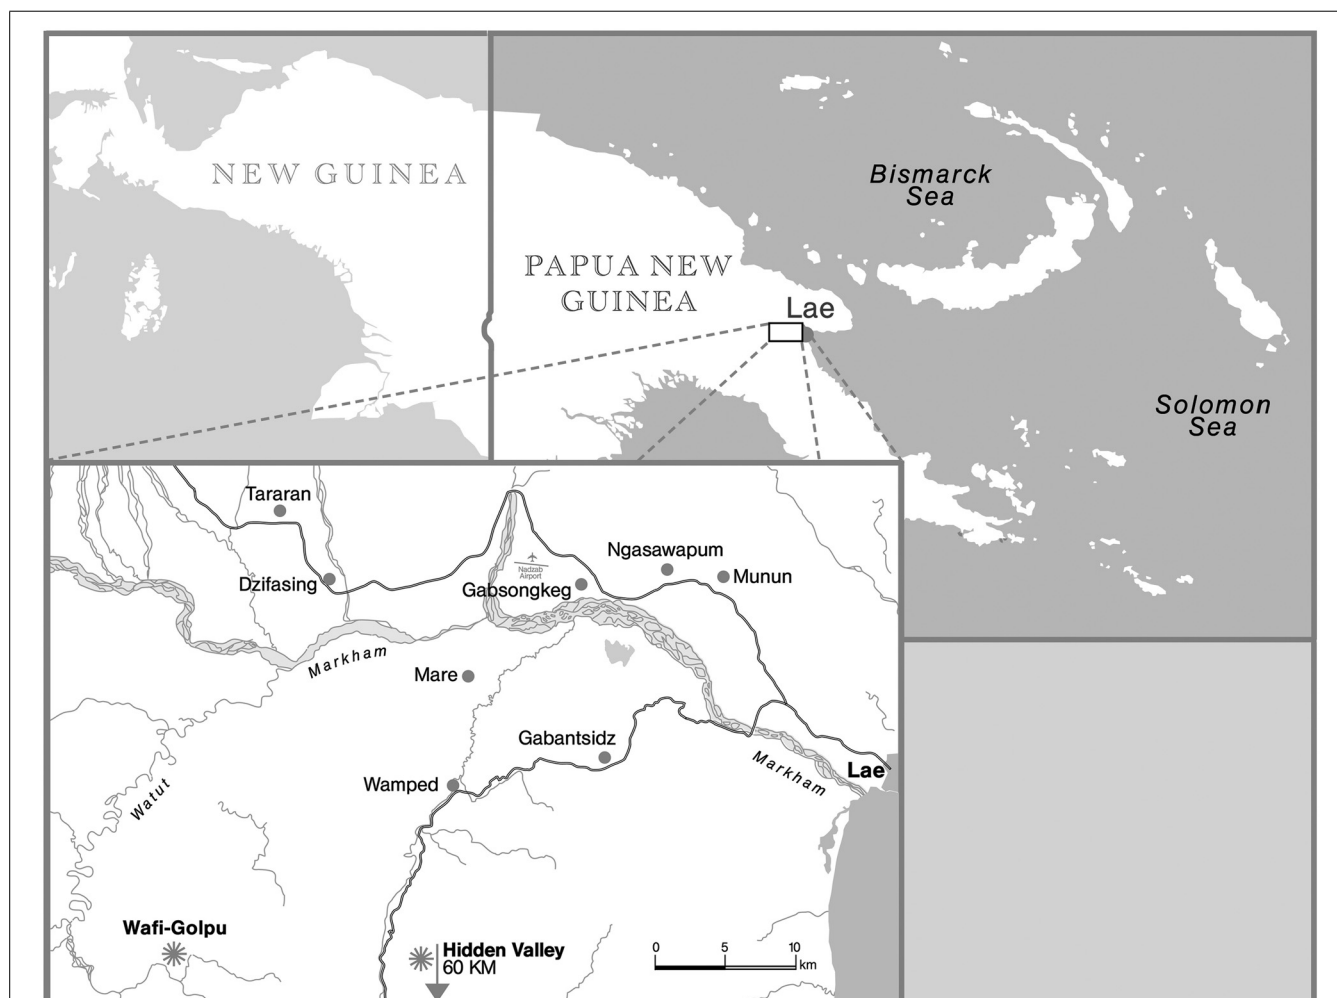 NEW GUINEA
Bismarck
Sea
PAPUA NEW
GUINEA
Lae
Solomon
Sea
Tararan
Ngasawapum
Nadzab
Airport
Munun
Dzifasing
Gabsongkeg
Markham
Mare
Gabantsidz
Markham
Lae
Wamped
Watut
Wafi-Golpu
Hidden Valley
60 KM
0 5 10
km